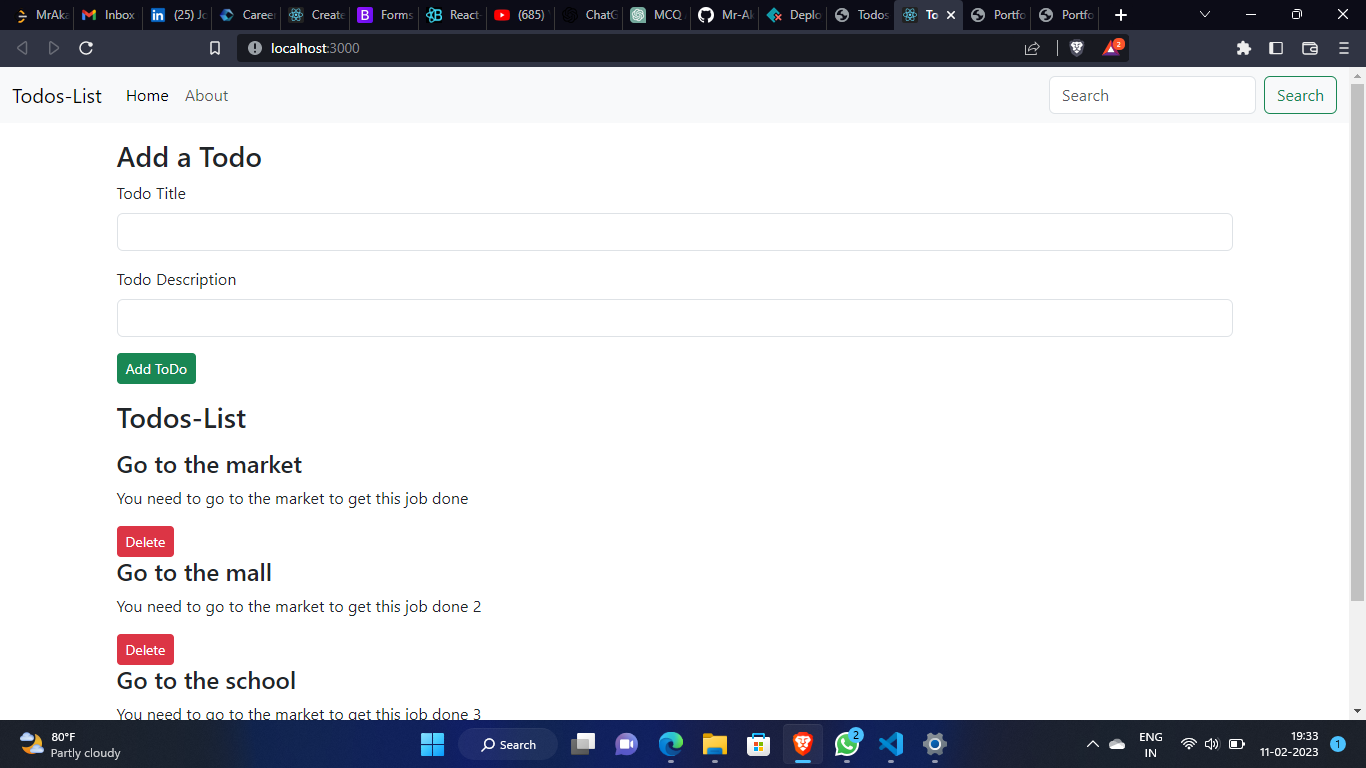 MrAka
Inbox
(25) Jo
Career
Create
Forms
React-
(685)
ChatG
MCQ
Mr-Ak
Deplo
Todos
To
Portfo
Portfo
localhost:3000
2
Todos-List Home About Search Search
Add a Todo
Todo Title
Todo Description
Add ToDo
Todos-List
Go to the market
You need to go to the market to get this job done
Delete
Go to the mall
You need to go to the market to get this job done 2
Delete
Go to the school
You need to go to the market to get this job done 3
80°F
Partly cloudy
Search
2
ENG
IN
19:33
11-02-2023
1